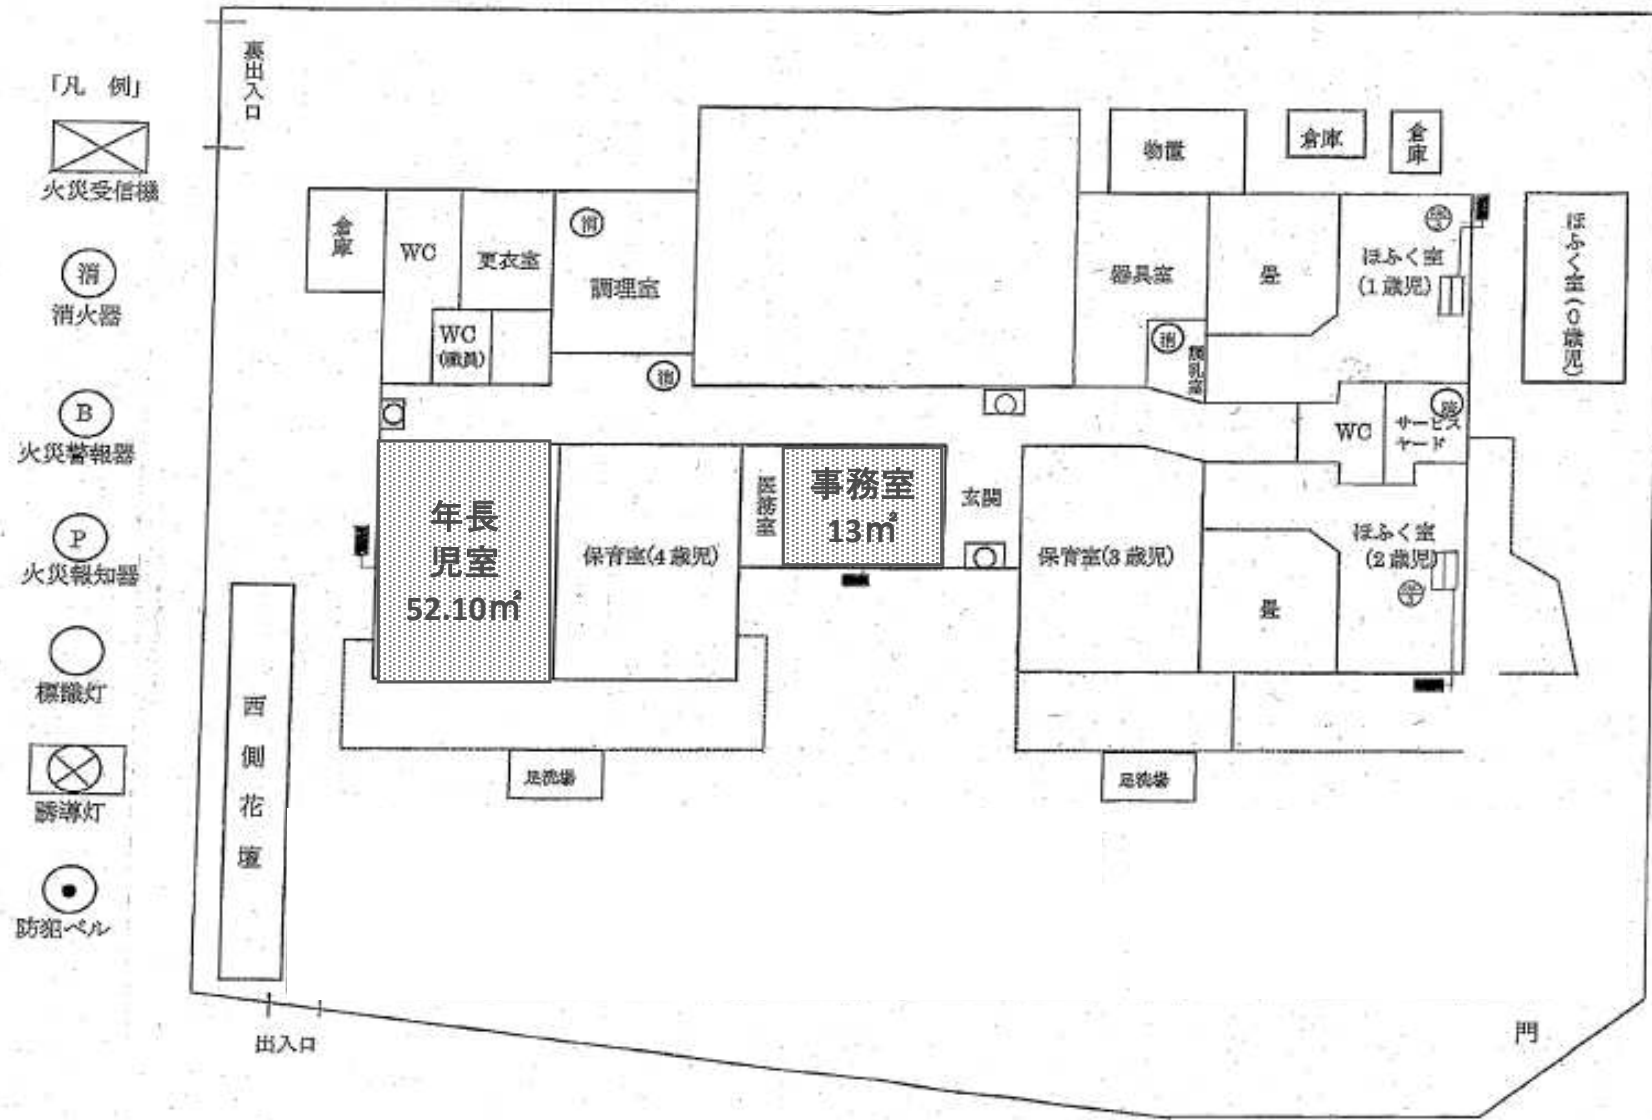 「凡 例」
火災受信機
消
消火器
B
火災警報器
P
火災報知器
標識灯
誘導灯
防犯ベル
裏出入口
倉庫
WC
更衣室
WC
(職員)
消
調理室
消
物置
倉庫
倉庫
器具室
消
調乳室
畳
ほふく室
(1歳児)
ほふく室(0歳児)
WC
サービス
ヤード
年長
児室
52.10㎡
保育室(4歳児)
医務室
事務室
13㎡
玄関
保育室(3歳児)
ほふく室
(2歳児)
畳
西側花壇
足洗場
足洗場
出入口
門